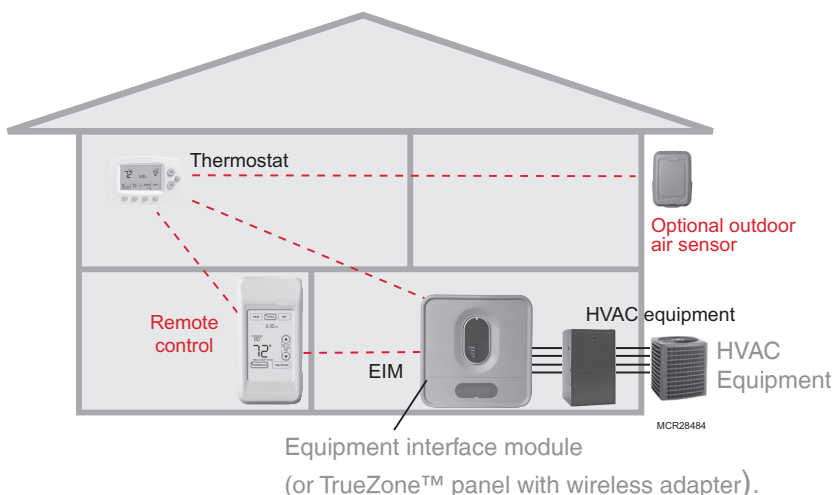 Thermostat
Optional outdoor
air sensor
Remote
control
72°
HVAC equipment
EIM
HVAC
Equipment
MCR28484
Equipment interface module
(or TrueZone™ panel with wireless adapter).